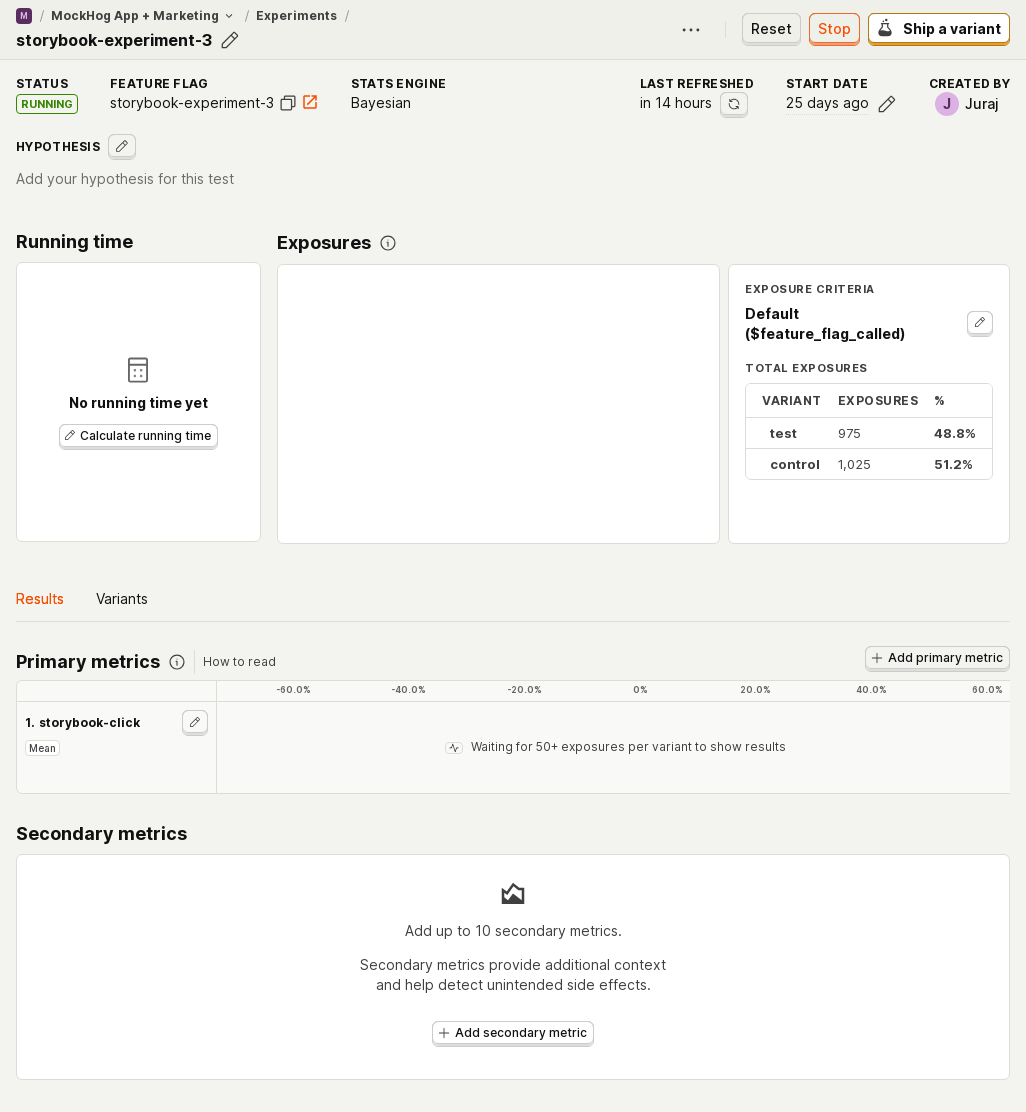 M / MockHog App + Marketing / Experiments /
storybook-experiment-3
Reset Stop Ship a variant
STATUS FEATURE FLAG STATS ENGINE LAST REFRESHED START DATE CREATED BY
RUNNING storybook-experiment-3 Bayesian in 14 hours 25 days ago J Juraj
HYPOTHESIS
Add your hypothesis for this test
Running time
No running time yet
Calculate running time
Exposures
EXPOSURE CRITERIA
Default
($feature_flag_called)
TOTAL EXPOSURES
VARIANT EXPOSURES %
test 975 48.8%
control 1,025 51.2%
Results Variants
Primary metrics How to read Add primary metric
-60.0% -40.0% -20.0% 0% 20.0% 40.0% 60.0%
1. storybook-click
Mean
Waiting for 50+ exposures per variant to show results
Secondary metrics
Add up to 10 secondary metrics.
Secondary metrics provide additional context
and help detect unintended side effects.
Add secondary metric